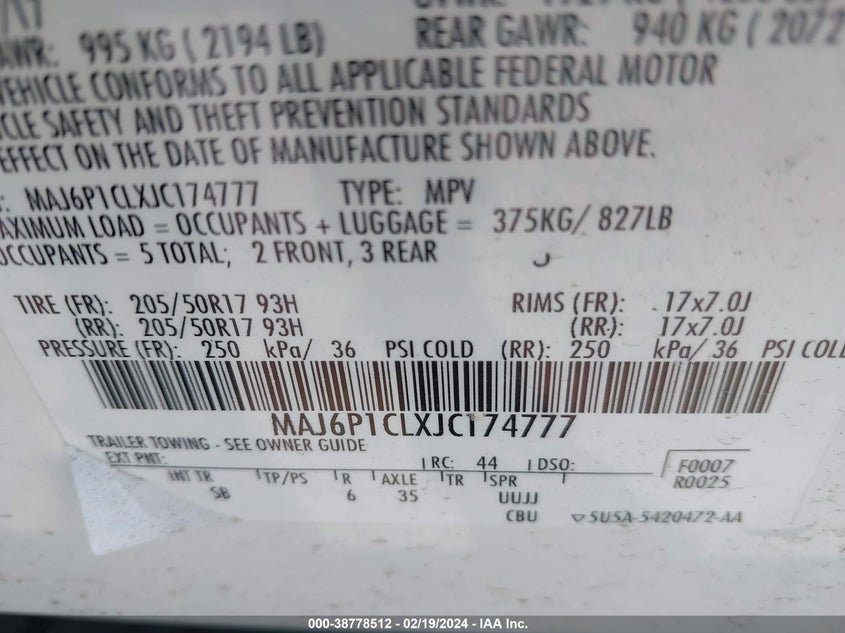 AWR: 995 KG ( 2194 LB) REAR GAWR: 940 KG ( 2072
VEHICLE CONFORMS TO ALL APPLICABLE FEDERAL MOTOR
CLE SAFETY AND THEFT PREVENTION STANDARDS
EFFECT ON THE DATE OF MANUFACTURE SHOWN ABOVE.
: MAJ6P1CLXJC174777 TYPE: MPV
AXIMUM LOAD = OCCUPANTS + LUGGAGE = 375KG/ 827LB
OCCUPANTS = 5 TOTAL; 2 FRONT, 3 REAR
TIRE (FR): 205/50R17 93H RIMS (FR): 17x7.0J
(RR): 205/50R17 93H (RR): 17x7.0J
PRESSURE (FR): 250 kPa/ 36 PSI COLD (RR): 250 kPa/ 36 PSI COLD
MAJ6P1CLXJC174777
TRAILER TOWING - SEE OWNER GUIDE
EXT PNT: RC: 44 DSO: F0007
R0025
INT TR TP/PS R AXLE TR SPR
SB 6 35 UUJJ
CBU 5U5A-5420472-AA
000-38778512 - 02/19/2024 - IAA Inc.